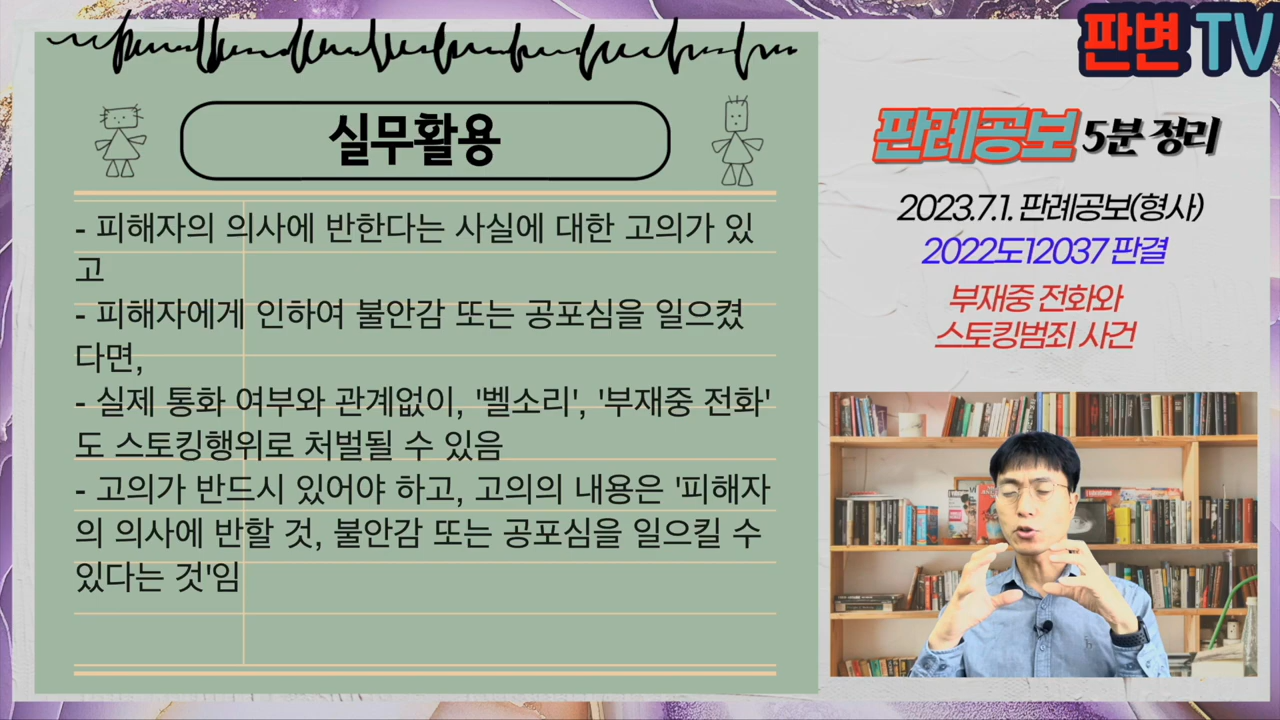 판변 TV
실무활용
- 피해자의 의사에 반한다는 사실에 대한 고의가 있
고
- 피해자에게 인하여 불안감 또는 공포심을 일으켰
다면,
- 실제 통화 여부와 관계없이, '벨소리', '부재중 전화'
도 스토킹행위로 처벌될 수 있음
- 고의가 반드시 있어야 하고, 고의의 내용은 '피해자
의 의사에 반할 것, 불안감 또는 공포심을 일으킬 수
있다는 것'임
판례공보 5분 정리
2023.7.1. 판례공보(형사)
2022도12037 판결
부재중 전화와
스토킹범죄 사건